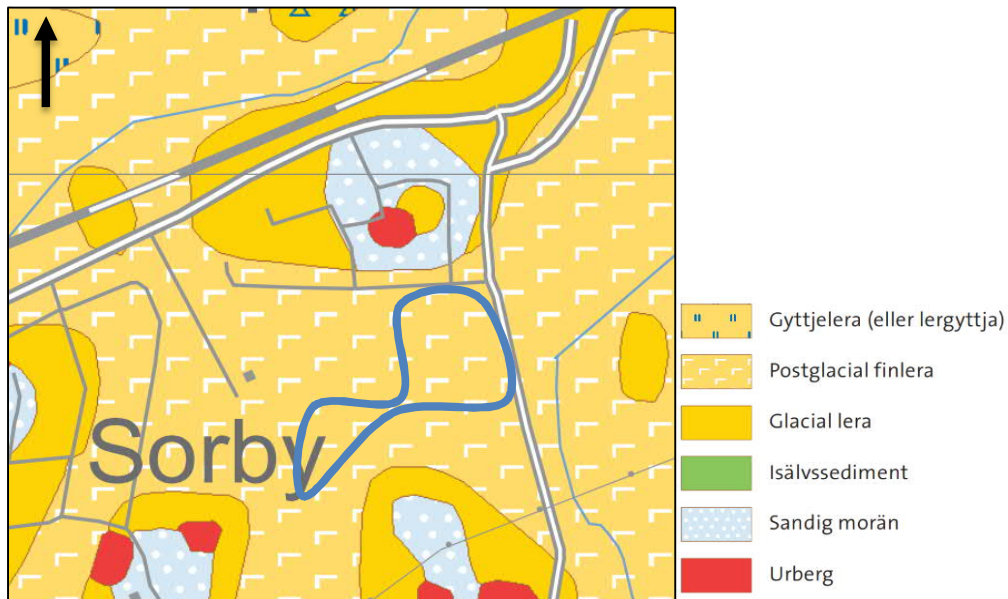 Sorby
Gyttjelera (eller lergyttja)
Postglacial finlera
Glacial lera
Isälvssediment
Sandig morän
Urberg